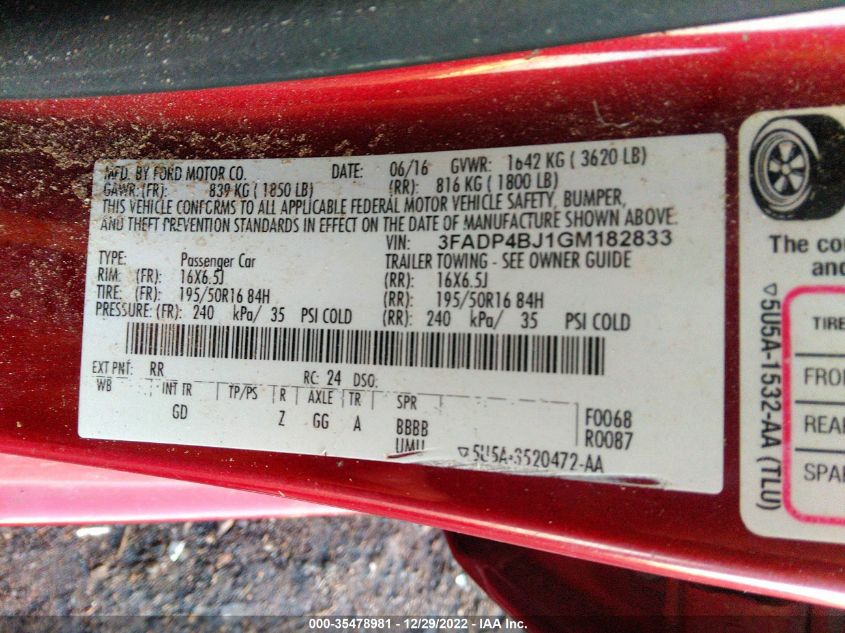 MFD. BY FORD MOTOR CO. DATE: 06/16 GVWR: 1642 KG ( 3620 LB)
GAWR: (FR): 839 KG ( 1850 LB) (RR): 816 KG ( 1800 LB)
THIS VEHICLE CONFORMS TO ALL APPLICABLE FEDERAL MOTOR VEHICLE SAFETY, BUMPER,
AND THEFT PREVENTION STANDARDS IN EFFECT ON THE DATE OF MANUFACTURE SHOWN ABOVE.
VIN: 3FADP4BJ1GM182833
TYPE: Passenger Car TRAILER TOWING - SEE OWNER GUIDE
RIM: (FR): 16X6.5J (RR): 16X6.5J
TIRE: (FR): 195/50R16 84H (RR): 195/50R16 84H
PRESSURE: (FR): 240 kPa/ 35 PSI COLD (RR): 240 kPa/ 35 PSI COLD
EXT PNT: RR RC: 24 DSO:
WB INT TR TP/PS R AXLE TR SPR
GD Z GG A BBBB F0068
UMU R0087
▽5U5A-3520472-AA
The co
and
TIRE
FRO
REAR
SPAR
▽5U5A-1532-AA (TLU)
000-35478981 - 12/29/2022 - IAA Inc.